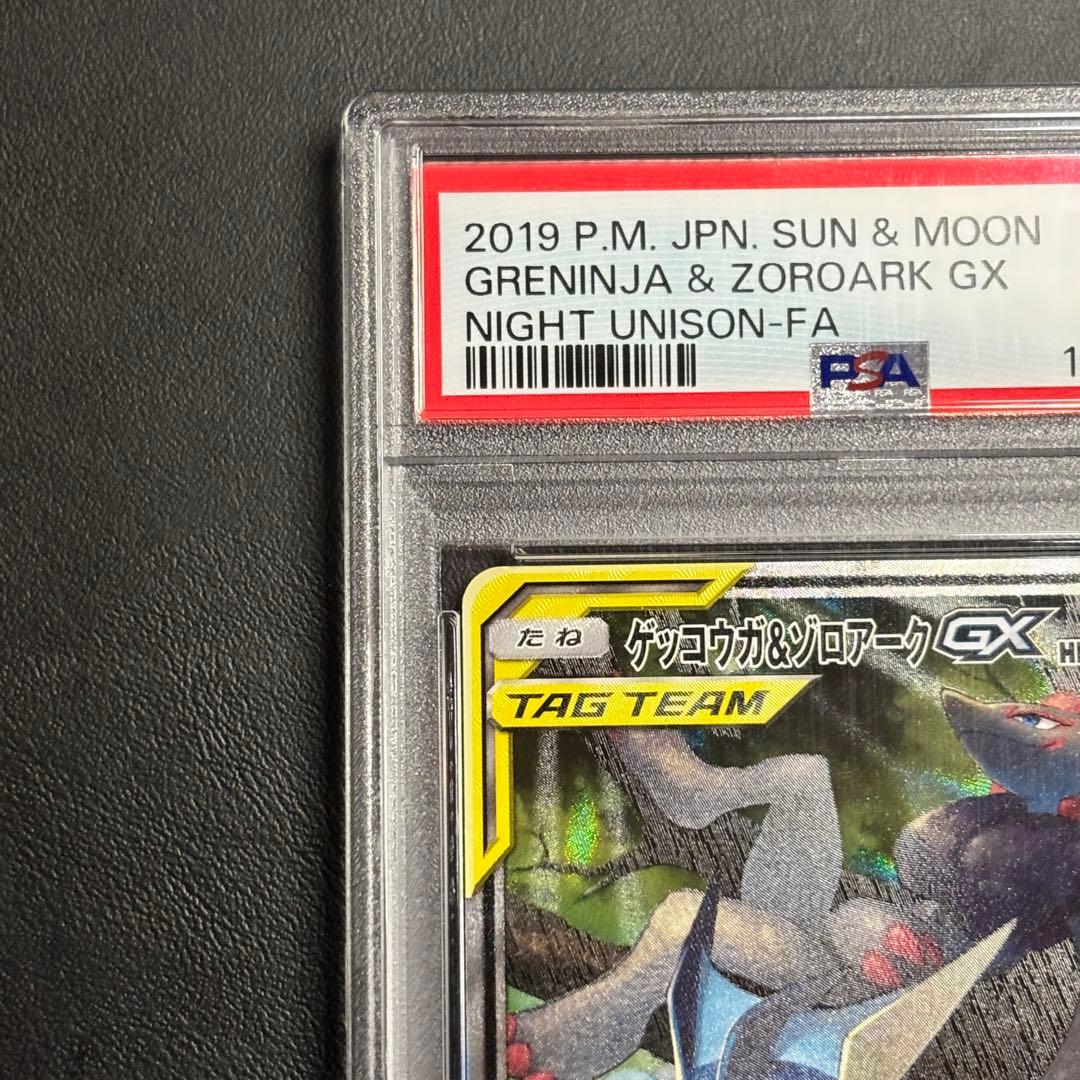 2019 P.M. JPN. SUN & MOON
GRENINJA & ZOROARK GX
NIGHT UNISON-FA
PSA
1
たね ゲッコウガ&ゾロアークGX
TAG TEAM